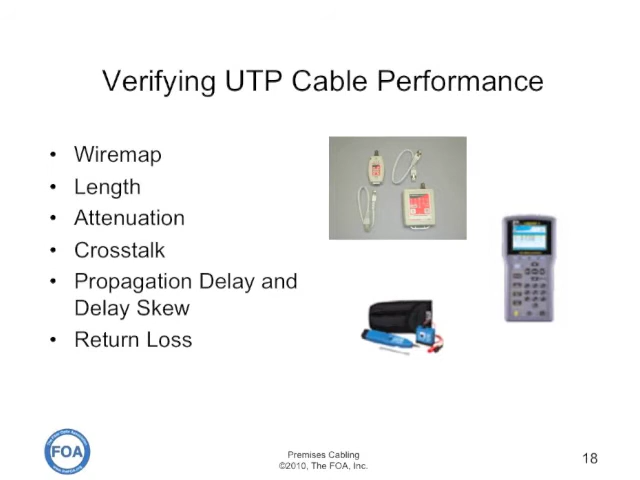 Verifying UTP Cable Performance
• Wiremap
• Length
• Attenuation
• Crosstalk
• Propagation Delay and
Delay Skew
• Return Loss
FOA
Premises Cabling
©2010, The FOA, Inc.
18